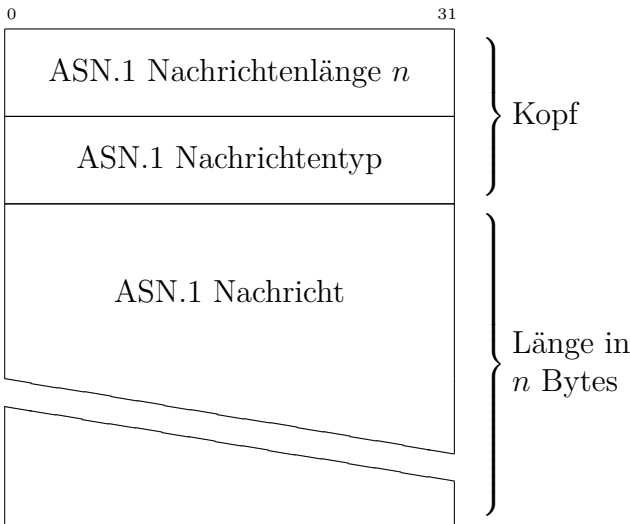 0 31
ASN.1 Nachrichtenlänge n
Kopf
ASN.1 Nachrichtentyp
ASN.1 Nachricht
Länge in
n Bytes